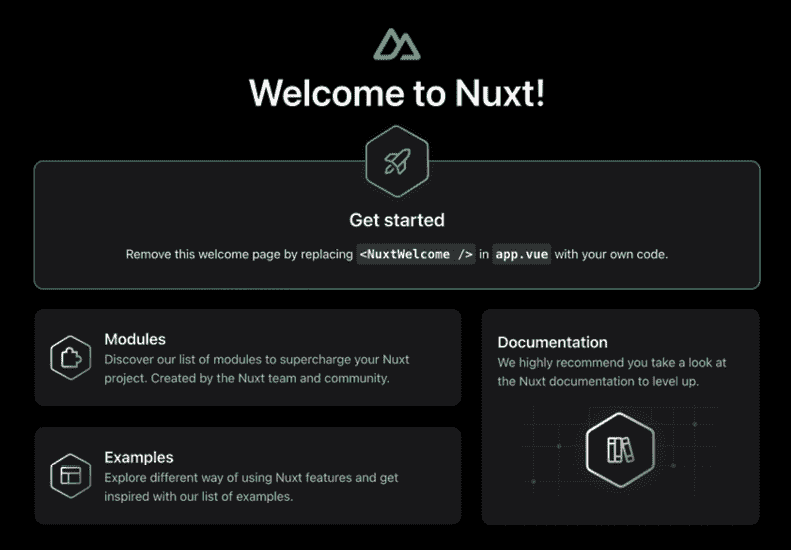 Welcome to Nuxt!
Get started
Remove this welcome page by replacing <NuxtWelcome /> in app.vue with your own code.
Modules
Discover our list of modules to supercharge your Nuxt
project. Created by the Nuxt team and community.
Documentation
We highly recommend you take a look at
the Nuxt documentation to level up.
Examples
Explore different way of using Nuxt features and get
inspired with our list of examples.